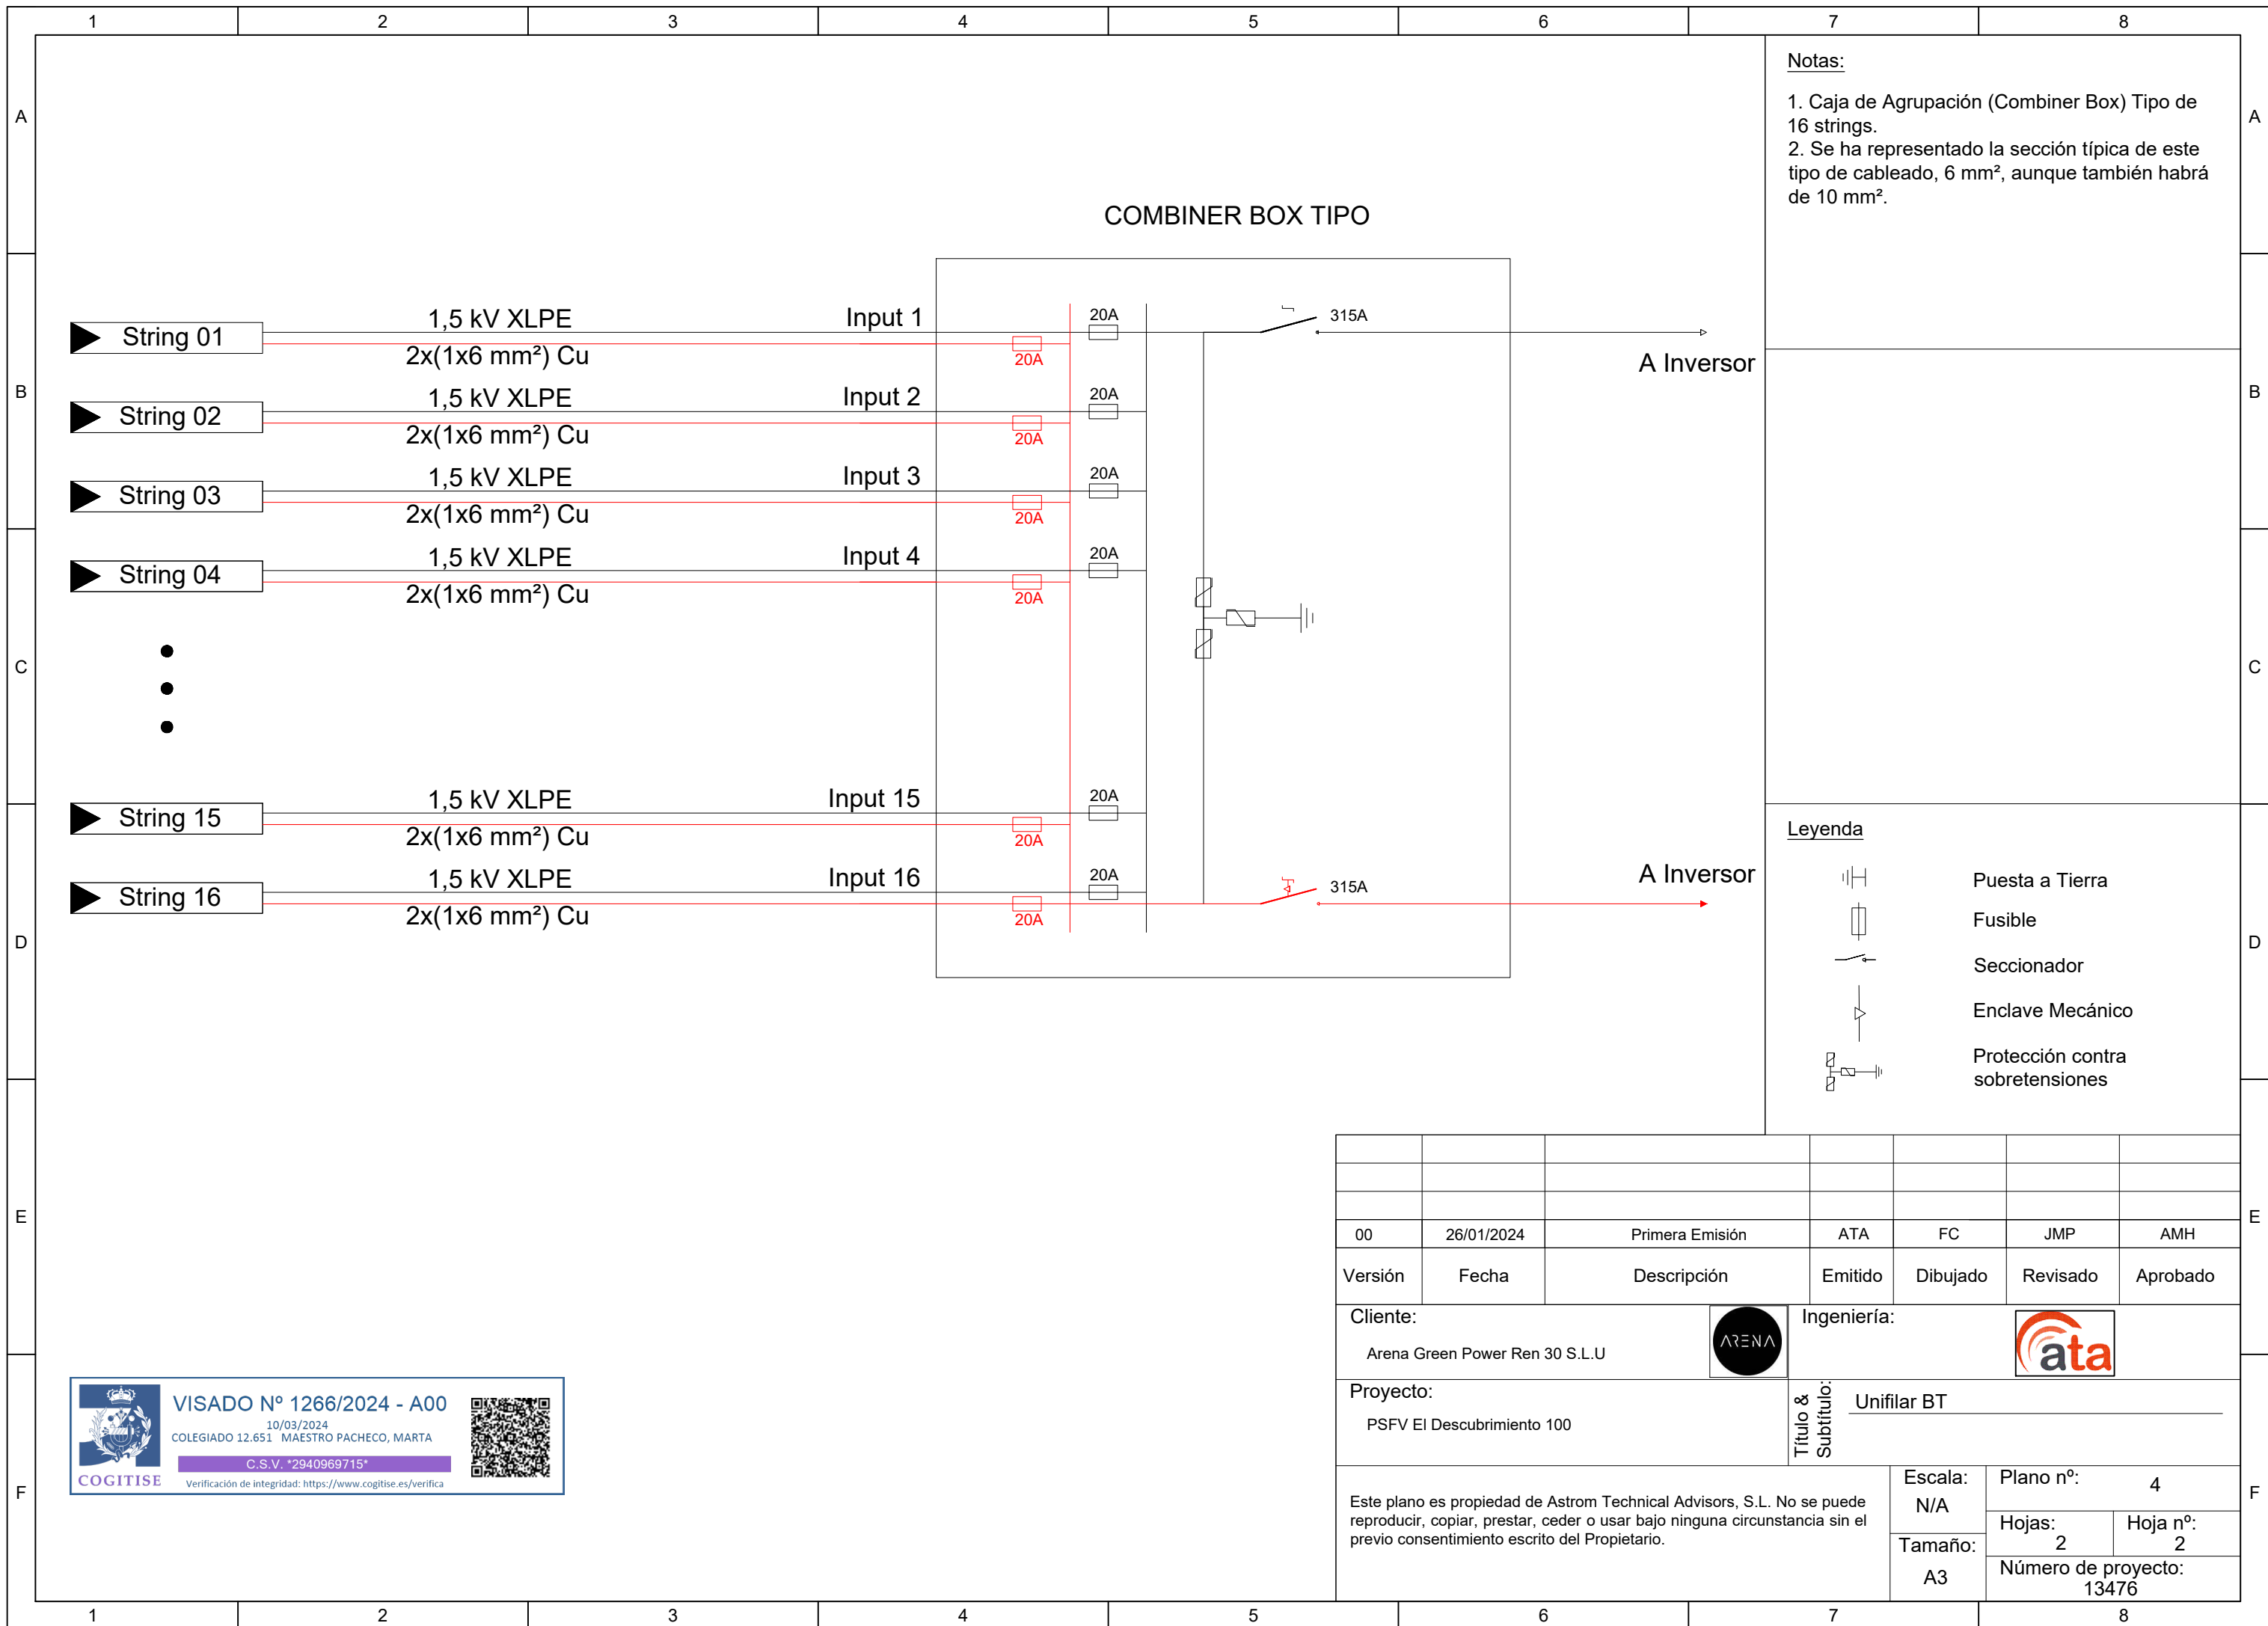 1 2 3 4 5 6 7 8
A
B
C
D
E
F
A
B
C
D
E
F
COMBINER BOX TIPO
String 01
1,5 kV XLPE
2x(1x6 mm²) Cu
Input 1
20A
20A
315A
A Inversor
String 02
1,5 kV XLPE
2x(1x6 mm²) Cu
Input 2
20A
20A
String 03
1,5 kV XLPE
2x(1x6 mm²) Cu
Input 3
20A
20A
String 04
1,5 kV XLPE
2x(1x6 mm²) Cu
Input 4
20A
20A
String 15
1,5 kV XLPE
2x(1x6 mm²) Cu
Input 15
20A
20A
String 16
1,5 kV XLPE
2x(1x6 mm²) Cu
Input 16
20A
20A
315A
A Inversor
Notas:
1. Caja de Agrupación (Combiner Box) Tipo de
16 strings.
2. Se ha representado la sección típica de este
tipo de cableado, 6 mm², aunque también habrá
de 10 mm².
Leyenda
Puesta a Tierra
Fusible
Seccionador
Enclave Mecánico
Protección contra
sobretensiones
00 26/01/2024 Primera Emisión ATA FC JMP AMH
Versión Fecha Descripción Emitido Dibujado Revisado Aprobado
Cliente:
Arena Green Power Ren 30 S.L.U
ARENA
Ingeniería:
ata
Proyecto:
PSFV El Descubrimiento 100
Título &
Subtítulo:
Unifilar BT
Este plano es propiedad de Astrom Technical Advisors, S.L. No se puede
reproducir, copiar, prestar, ceder o usar bajo ninguna circunstancia sin el
previo consentimiento escrito del Propietario.
Escala:
N/A
Tamaño:
A3
Plano nº:
4
Hojas:
2
Hoja nº:
2
Número de proyecto:
13476
COGITISE
VISADO Nº 1266/2024 - A00
10/03/2024
COLEGIADO 12.651 MAESTRO PACHECO, MARTA
C.S.V. *2940969715*
Verificación de integridad: https://www.cogitise.es/verifica
1 2 3 4 5 6 7 8